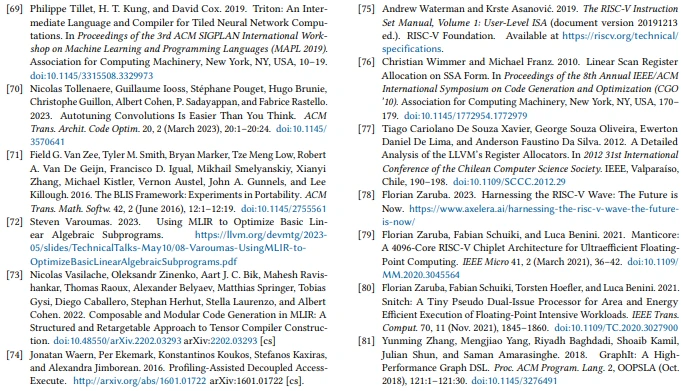 [69] Philippe Tillet, H. T. Kung, and David Cox. 2019. Triton: An Inter-
mediate Language and Compiler for Tiled Neural Network Compu-
tations. In Proceedings of the 3rd ACM SIGPLAN International Work-
shop on Machine Learning and Programming Languages (MAPL 2019).
Association for Computing Machinery, New York, NY, USA, 10–19.
doi:10.1145/3315508.3329973
[70] Nicolas Tollenaere, Guillaume Iooss, Stéphane Pouget, Hugo Brunie,
Christophe Guillon, Albert Cohen, P. Sadayappan, and Fabrice Rastello.
2023. Autotuning Convolutions Is Easier Than You Think. ACM
Trans. Archit. Code Optim. 20, 2 (March 2023), 20:1–20:24. doi:10.1145/
3570641
[71] Field G. Van Zee, Tyler M. Smith, Bryan Marker, Tze Meng Low, Robert
A. Van De Geijn, Francisco D. Igual, Mikhail Smelyanskiy, Xianyi
Zhang, Michael Kistler, Vernon Austel, John A. Gunnels, and Lee
Killough. 2016. The BLIS Framework: Experiments in Portability. ACM
Trans. Math. Softw. 42, 2 (June 2016), 12:1–12:19. doi:10.1145/2755561
[72] Steven Varoumas. 2023. Using MLIR to Optimize Basic Lin-
ear Algebraic Subprograms. https://llvm.org/devmtg/2023-
05/slides/TechnicalTalks-May10/08-Varoumas-UsingMLIR-to-
OptimizeBasicLinearAlgebraicSubprograms.pdf
[73] Nicolas Vasilache, Oleksandr Zinenko, Aart J. C. Bik, Mahesh Ravis-
hankar, Thomas Raoux, Alexander Belyaev, Matthias Springer, Tobias
Gysi, Diego Caballero, Stephan Herhut, Stella Laurenzo, and Albert
Cohen. 2022. Composable and Modular Code Generation in MLIR: A
Structured and Retargetable Approach to Tensor Compiler Construc-
tion. doi:10.48550/arXiv.2202.03293 arXiv:2202.03293 [cs]
[74] Jonatan Waern, Per Ekemark, Konstantinos Koukos, Stefanos Kaxiras,
and Alexandra Jimborean. 2016. Profiling-Assisted Decoupled Access-
Execute. http://arxiv.org/abs/1601.01722 arXiv:1601.01722 [cs].
[75] Andrew Waterman and Krste Asanović. 2019. The RISC-V Instruction
Set Manual, Volume 1: User-Level ISA (document version 20191213
ed.). RISC-V Foundation. Available at https://riscv.org/technical/
specifications.
[76] Christian Wimmer and Michael Franz. 2010. Linear Scan Register
Allocation on SSA Form. In Proceedings of the 8th Annual IEEE/ACM
International Symposium on Code Generation and Optimization (CGO
'10). Association for Computing Machinery, New York, NY, USA, 170–
179. doi:10.1145/1772954.1772979
[77] Tiago Cariolano De Souza Xavier, George Souza Oliveira, Ewerton
Daniel De Lima, and Anderson Faustino Da Silva. 2012. A Detailed
Analysis of the LLVM's Register Allocators. In 2012 31st International
Conference of the Chilean Computer Science Society. IEEE, Valparaíso,
Chile, 190–198. doi:10.1109/SCCC.2012.29
[78] Florian Zaruba. 2023. Harnessing the RISC-V Wave: The Future is
Now. https://www.axelera.ai/harnessing-the-risc-v-wave-the-future-
is-now/
[79] Florian Zaruba, Fabian Schuiki, and Luca Benini. 2021. Manticore:
A 4096-Core RISC-V Chiplet Architecture for Ultraefficient Floating-
Point Computing. IEEE Micro 41, 2 (March 2021), 36–42. doi:10.1109/
MM.2020.3045564
[80] Florian Zaruba, Fabian Schuiki, Torsten Hoefler, and Luca Benini. 2021.
Snitch: A Tiny Pseudo Dual-Issue Processor for Area and Energy
Efficient Execution of Floating-Point Intensive Workloads. IEEE Trans.
Comput. 70, 11 (Nov. 2021), 1845–1860. doi:10.1109/TC.2020.3027900
[81] Yunming Zhang, Mengjiao Yang, Riyadh Baghdadi, Shoaib Kamil,
Julian Shun, and Saman Amarasinghe. 2018. GraphIt: A High-
Performance Graph DSL. Proc. ACM Program. Lang. 2, OOPSLA (Oct.
2018), 121:1–121:30. doi:10.1145/3276491